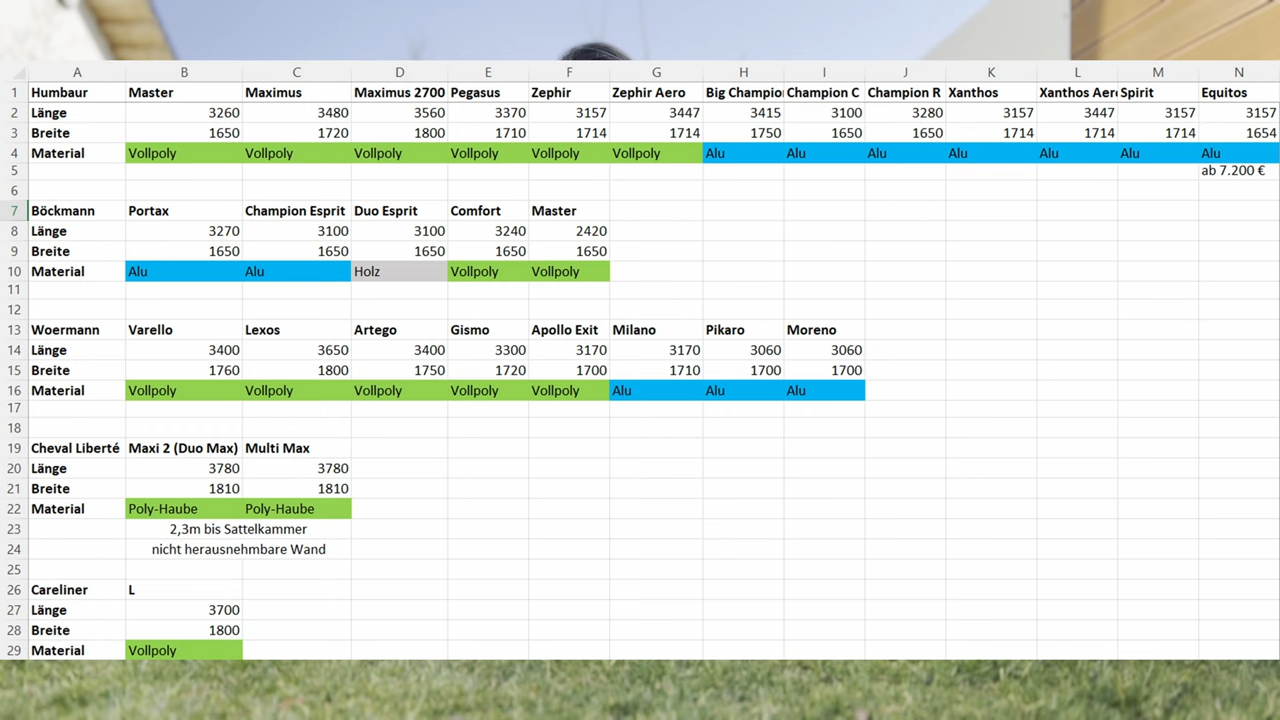 A B C D E F G H I J K L M N
1 Humbaur Master Maximus Maximus 2700 Pegasus Zephir Zephir Aero Big Champio Champion C Champion R Xanthos Xanthos Aer Spirit Equitos
2 Länge 3260 3480 3560 3370 3157 3447 3415 3100 3280 3157 3447 3157 3157
3 Breite 1650 1720 1800 1710 1714 1714 1750 1650 1650 1714 1714 1714 1654
4 Material Vollpoly Vollpoly Vollpoly Vollpoly Vollpoly Vollpoly Alu Alu Alu Alu Alu Alu Alu
5 ab 7.200 €
6
7 Böckmann Portax Champion Esprit Duo Esprit Comfort Master
8 Länge 3270 3100 3100 3240 2420
9 Breite 1650 1650 1650 1650 1650
10 Material Alu Alu Holz Vollpoly Vollpoly
11
12
13 Woermann Varello Lexos Artego Gismo Apollo Exit Milano Pikaro Moreno
14 Länge 3400 3650 3400 3300 3170 3170 3060 3060
15 Breite 1760 1800 1750 1720 1700 1710 1700 1700
16 Material Vollpoly Vollpoly Vollpoly Vollpoly Vollpoly Alu Alu Alu
17
18
19 Cheval Liberté Maxi 2 (Duo Max) Multi Max
20 Länge 3780 3780
21 Breite 1810 1810
22 Material Poly-Haube Poly-Haube
23 2,3m bis Sattelkammer
24 nicht herausnehmbare Wand
25
26 Careliner L
27 Länge 3700
28 Breite 1800
29 Material Vollpoly